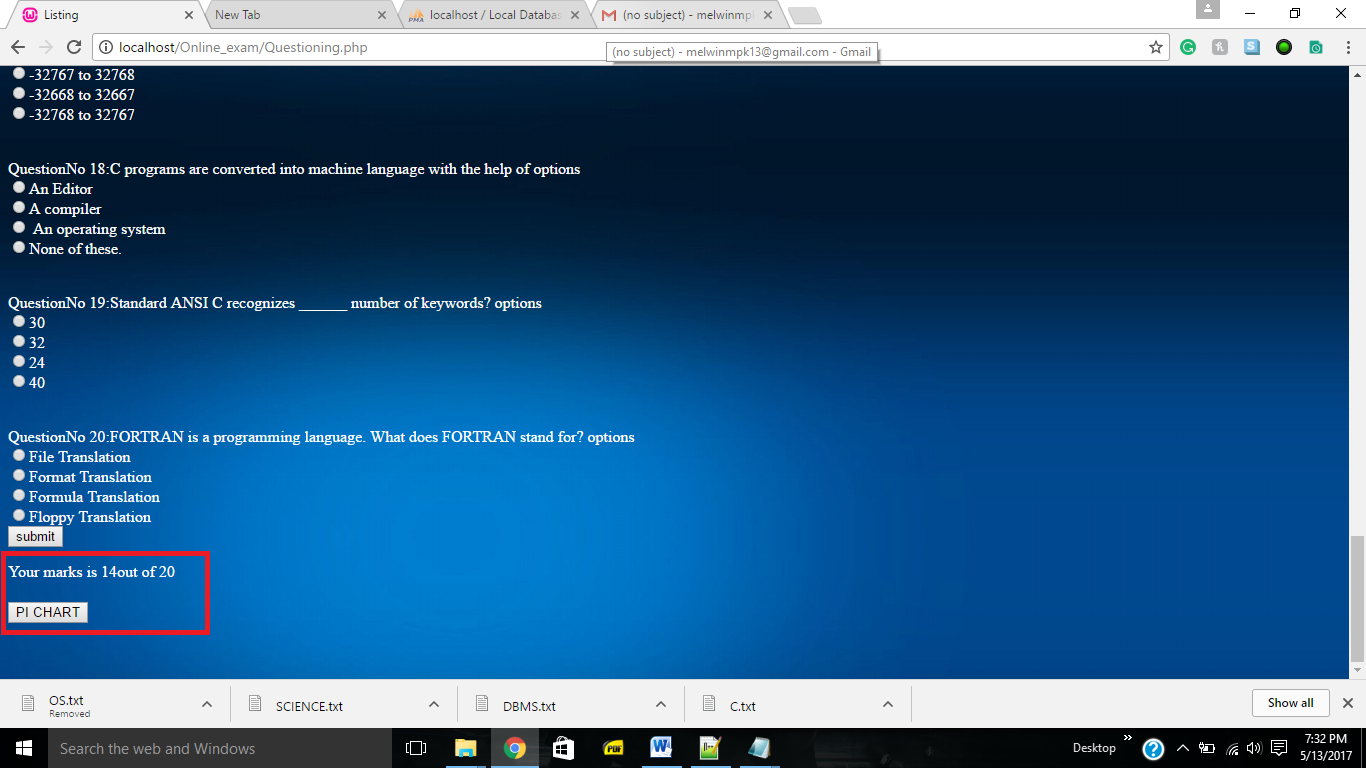 Listing
New Tab
localhost / Local Databas
(no subject) - melwinmpk
localhost/Online_exam/Questioning.php
(no subject) - melwinmpk13@gmail.com - Gmail
-32767 to 32768
-32668 to 32667
-32768 to 32767
QuestionNo 18:C programs are converted into machine language with the help of options
An Editor
A compiler
An operating system
None of these.
QuestionNo 19:Standard ANSI C recognizes ______ number of keywords? options
30
32
24
40
QuestionNo 20:FORTRAN is a programming language. What does FORTRAN stand for? options
File Translation
Format Translation
Formula Translation
Floppy Translation
submit
Your marks is 14out of 20
PI CHART
OS.txt
Removed
SCIENCE.txt
DBMS.txt
C.txt
Show all
Search the web and Windows
Desktop
7:32 PM
5/13/2017